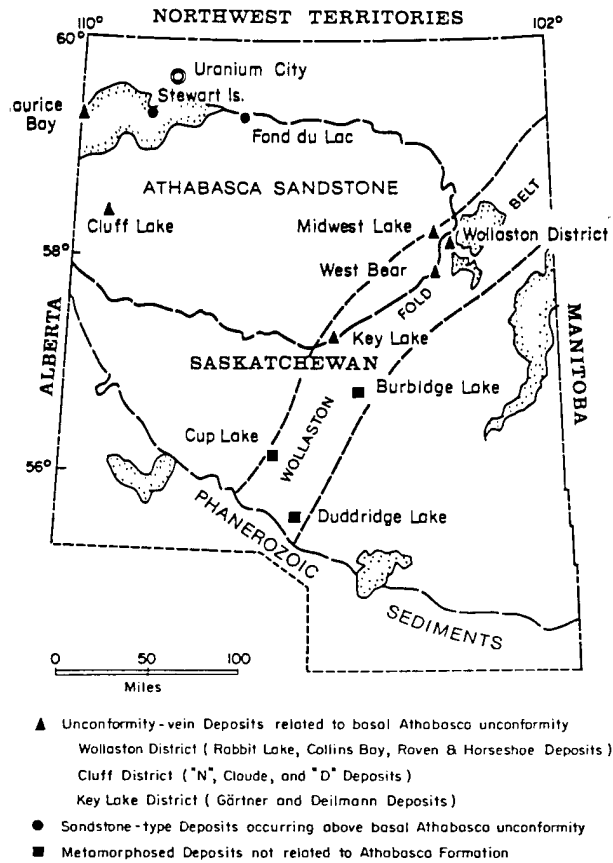 NORTHWEST TERRITORIES
110° 102°
60°
Uranium City
Stewart Is.
aurice
Bay
Fond du Lac
ATHABASCA SANDSTONE
BELT
Midwest Lake
Wollaston District
Cluff Lake
58°
West Bear
FOLD
ALBERTA
MANITOBA
Key Lake
SASKATCHEWAN
Burbidge Lake
Cup Lake
WOLLASTON
56°
Duddridge Lake
PHANEROZOIC
SEDIMENTS
0 50 100
Miles
▲ Unconformity-vein Deposits related to basal Athabasca unconformity
Wollaston District (Rabbit Lake, Collins Bay, Raven & Horseshoe Deposits)
Cluff District ("N", Claude, and "D" Deposits)
Key Lake District (Gärtner and Deilmann Deposits)
● Sandstone-type Deposits occurring above basal Athabasca unconformity
■ Metamorphosed Deposits not related to Athabasca Formation